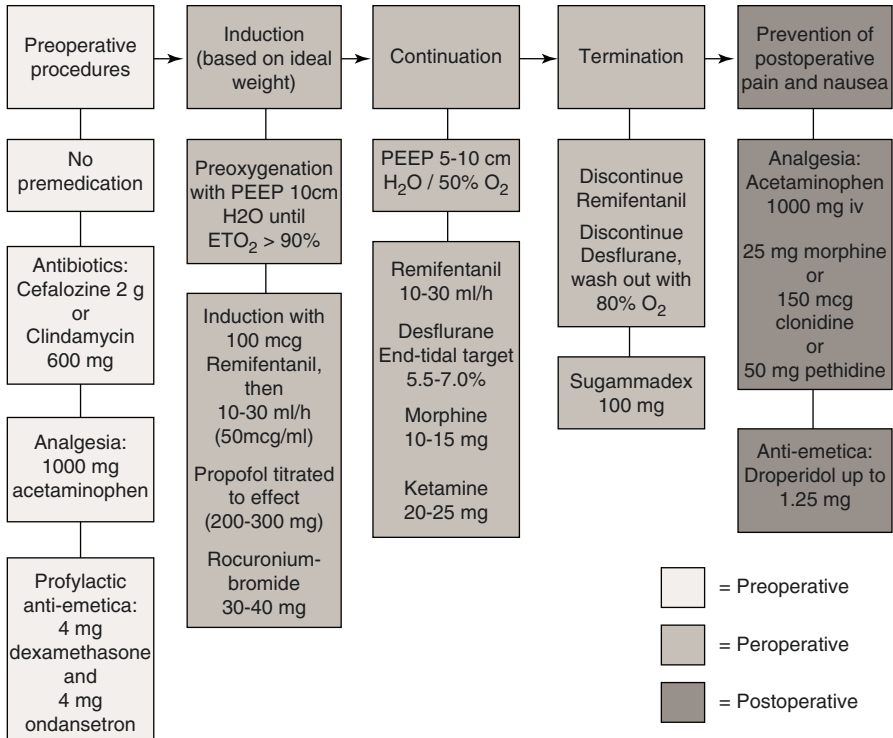 Preoperative
procedures
No
premedication
Antibiotics:
Cefalozine 2 g
or
Clindamycin
600 mg
Analgesia:
1000 mg
acetaminophen
Profylactic
anti-emetica:
4 mg
dexamethasone
and
4 mg
ondansetron
Induction
(based on ideal
weight)
Preoxygenation
with PEEP 10cm
H2O until
ETO₂ > 90%
Induction with
100 mcg
Remifentanil,
then
10-30 ml/h
(50mcg/ml)
Propofol titrated
to effect
(200-300 mg)
Rocuronium-
bromide
30-40 mg
Continuation
PEEP 5-10 cm
H₂O / 50% O₂
Remifentanil
10-30 ml/h
Desflurane
End-tidal target
5.5-7.0%
Morphine
10-15 mg
Ketamine
20-25 mg
Termination
Discontinue
Remifentanil
Discontinue
Desflurane,
wash out with
80% O₂
Sugammadex
100 mg
Prevention of
postoperative
pain and nausea
Analgesia:
Acetaminophen
1000 mg iv
25 mg morphine
or
150 mcg
clonidine
or
50 mg pethidine
Anti-emetica:
Droperidol up to
1.25 mg
= Preoperative
= Peroperative
= Postoperative